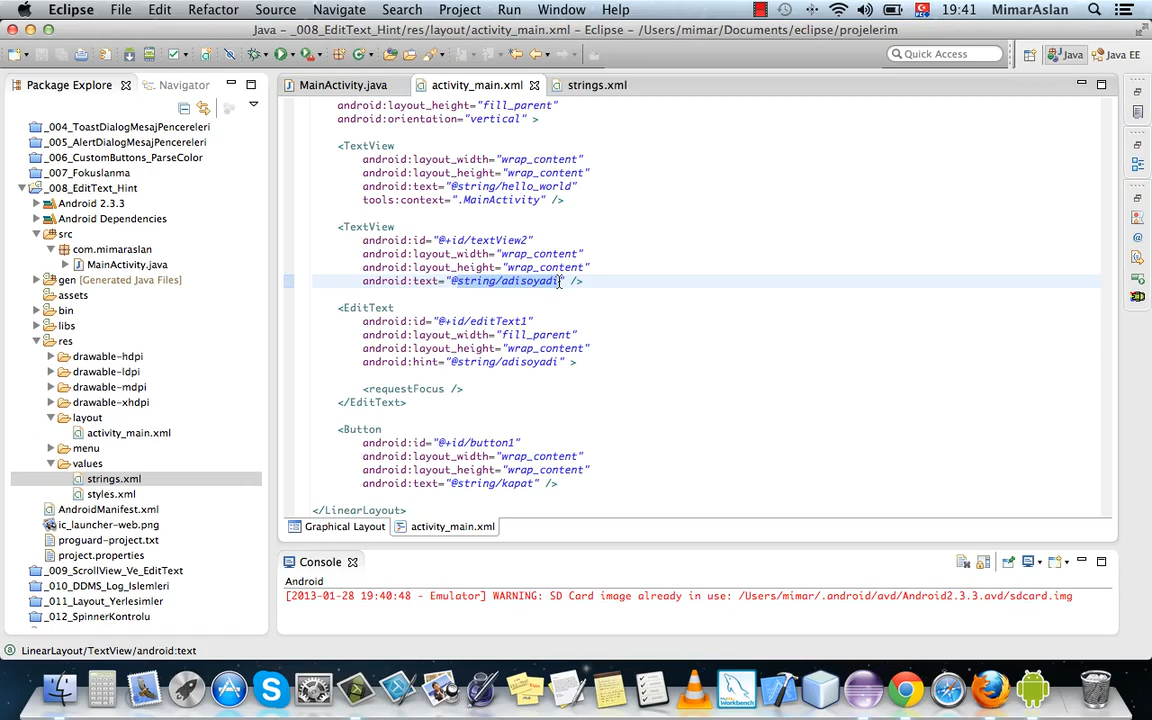 Eclipse File Edit Refactor Source Navigate Search Project Run Window Help 19:41 MimarAslan
Java – _008_EditText_Hint/res/layout/activity_main.xml – Eclipse – /Users/mimar/Documents/eclipse/projelerim
Quick Access Java Java EE
Package Explorer Navigator
MainActivity.java activity_main.xml strings.xml
_004_ToastDialogMesajPencereleri
_005_AlertDialogMesajPencereleri
_006_CustomButtons_ParseColor
_007_Fokuslanma
_008_EditText_Hint
Android 2.3.3
Android Dependencies
src
com.mimaraslan
MainActivity.java
gen [Generated Java Files]
assets
bin
libs
res
drawable-hdpi
drawable-ldpi
drawable-mdpi
drawable-xhdpi
layout
activity_main.xml
menu
values
strings.xml
styles.xml
AndroidManifest.xml
ic_launcher-web.png
proguard-project.txt
project.properties
_009_ScrollView_Ve_EditText
_010_DDMS_Log_Islemleri
_011_Layout_Yerlesimler
_012_SpinnerKontrolu
android:layout_height="fill_parent"
android:orientation="vertical" >
<TextView
android:layout_width="wrap_content"
android:layout_height="wrap_content"
android:text="@string/hello_world"
tools:context=".MainActivity" />
<TextView
android:id="@+id/textView2"
android:layout_width="wrap_content"
android:layout_height="wrap_content"
android:text="@string/adisoyadi" />
<EditText
android:id="@+id/editText1"
android:layout_width="fill_parent"
android:layout_height="wrap_content"
android:hint="@string/adisoyadi" >
<requestFocus />
</EditText>
<Button
android:id="@+id/button1"
android:layout_width="wrap_content"
android:layout_height="wrap_content"
android:text="@string/kapat" />
</LinearLayout>
Graphical Layout activity_main.xml
Console
Android
[2013-01-28 19:40:48 - Emulator] WARNING: SD Card image already in use: /Users/mimar/.android/avd/Android2.3.3.avd/sdcard.img
LinearLayout/TextView/android:text